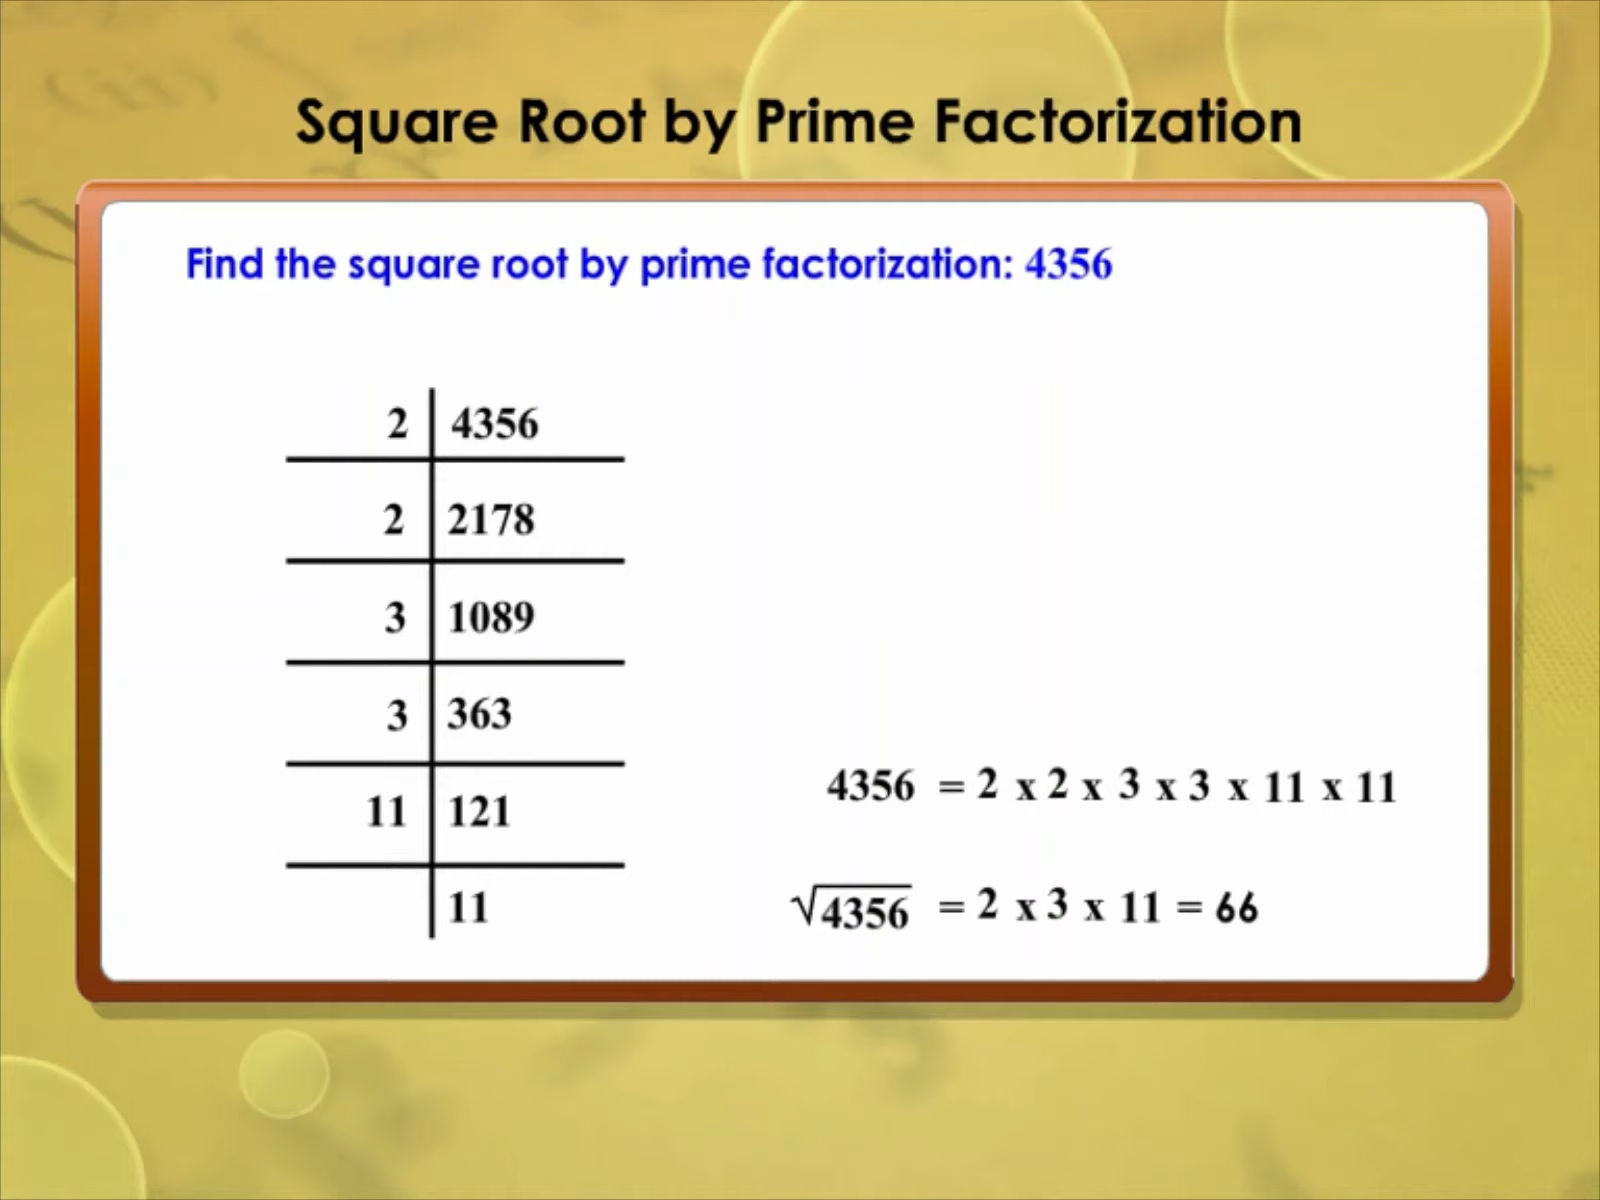 Square Root by Prime Factorization
Find the square root by prime factorization: 4356
2 4356
2 2178
3 1089
3 363
11 121
11
4356 = 2 x 2 x 3 x 3 x 11 x 11
√4356 = 2 x 3 x 11 = 66